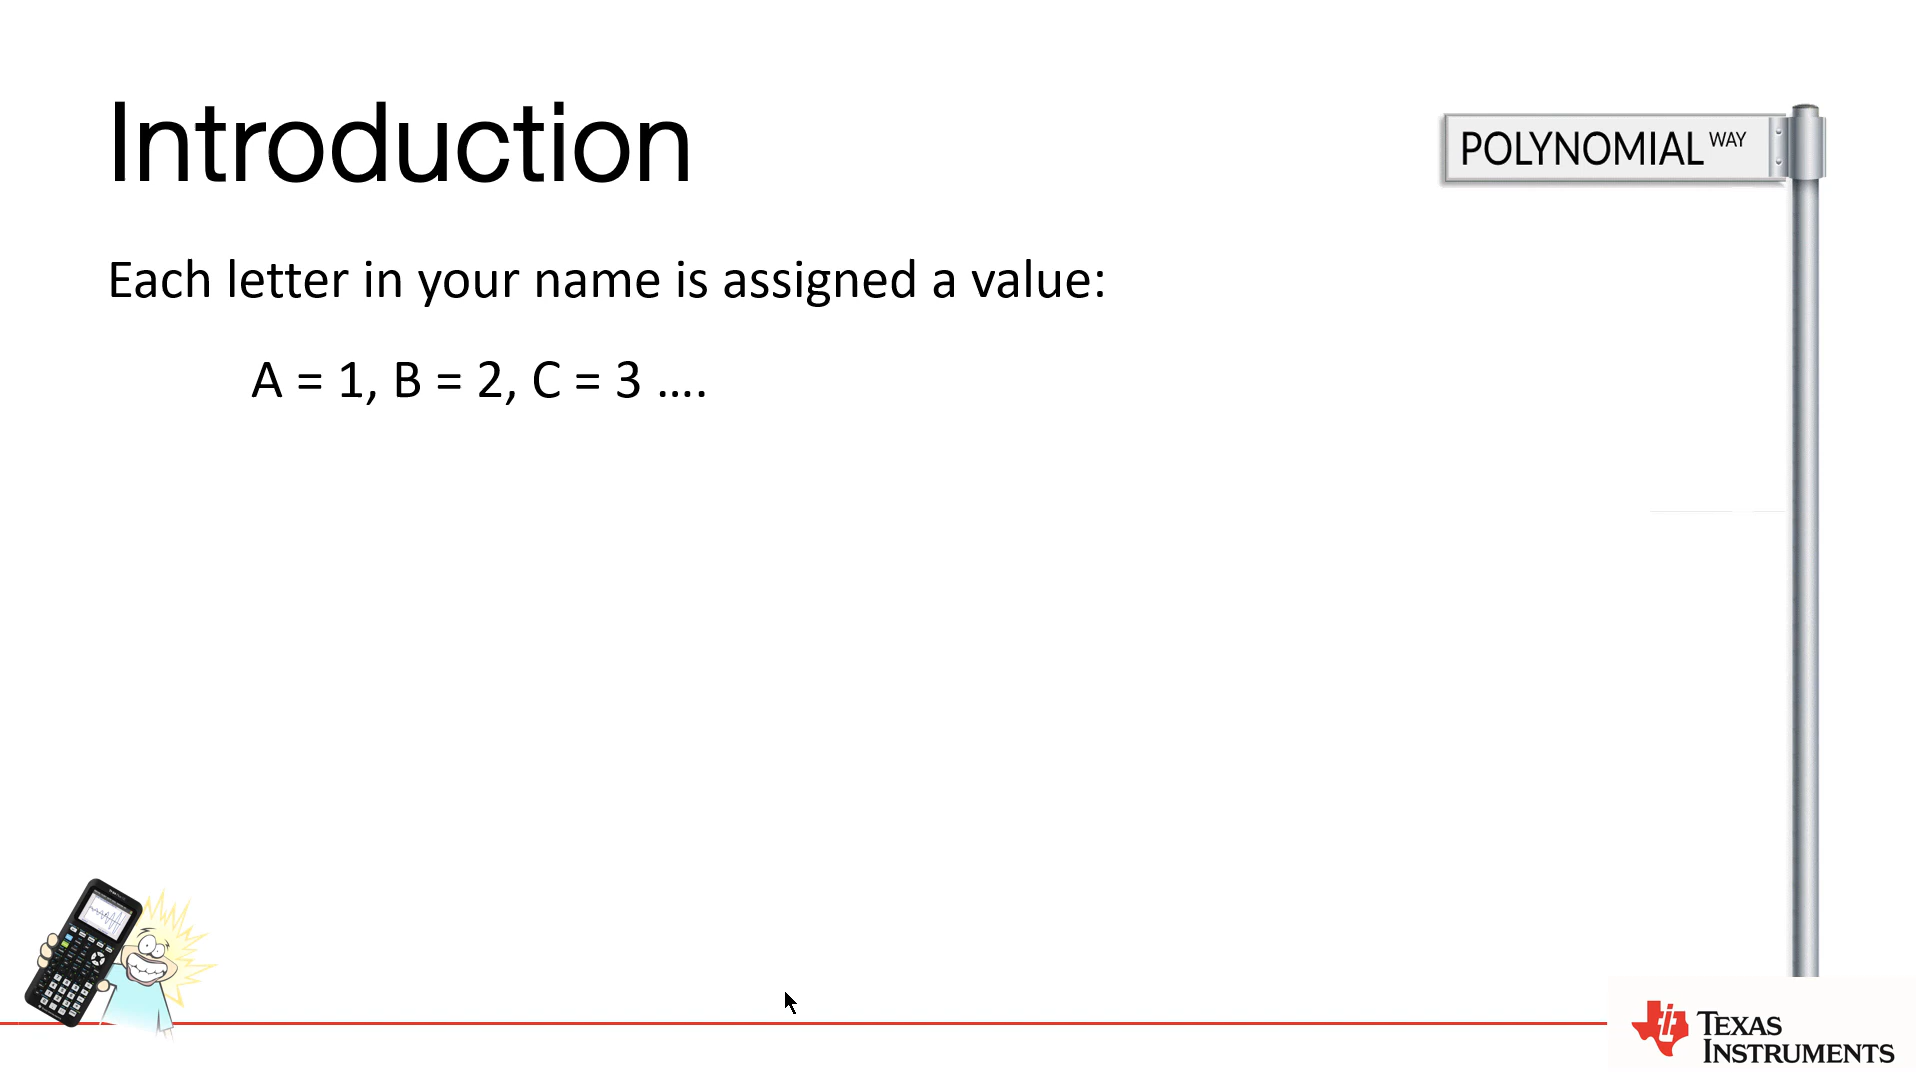 Introduction
POLYNOMIAL WAY
Each letter in your name is assigned a value:
A = 1, B = 2, C = 3 ....
TEXAS
INSTRUMENTS